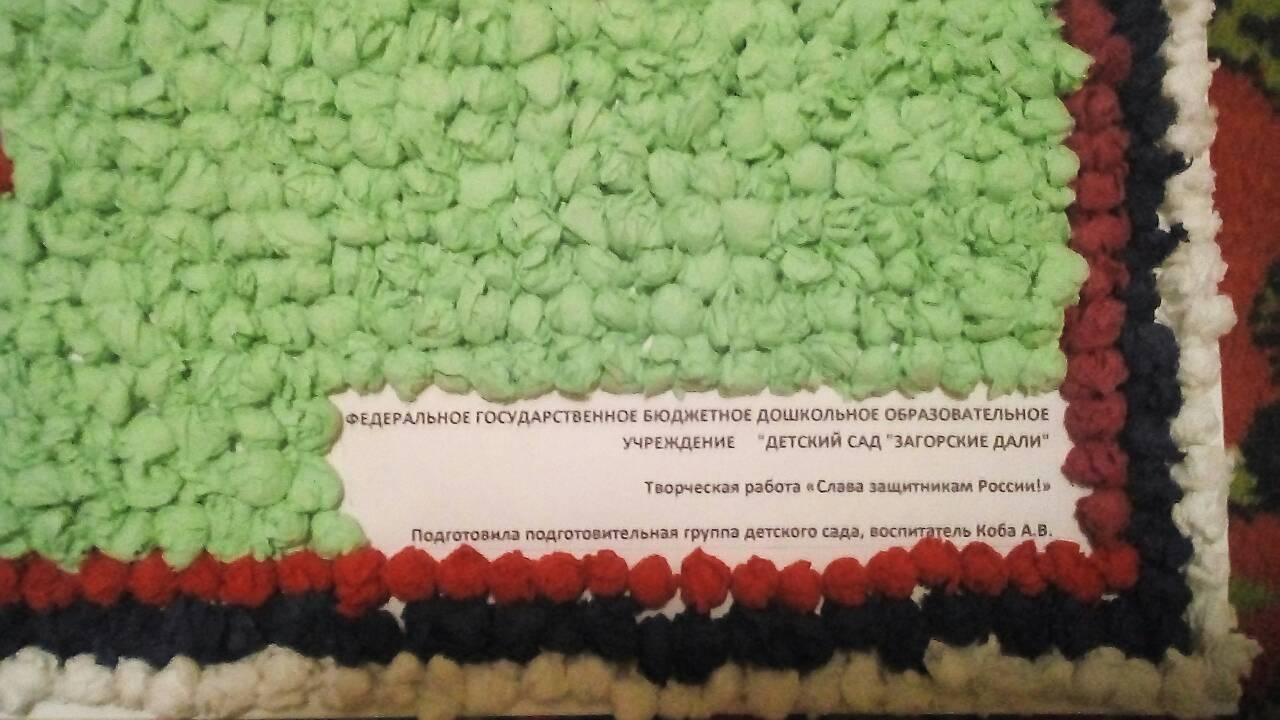 ФЕДЕРАЛЬНОЕ ГОСУДАРСТВЕННОЕ БЮДЖЕТНОЕ ДОШКОЛЬНОЕ ОБРАЗОВАТЕЛЬНОЕ
УЧРЕЖДЕНИЕ "ДЕТСКИЙ САД "ЗАГОРСКИЕ ДАЛИ"
Творческая работа «Слава защитникам России!»
Подготовила подготовительная группа детского сада, воспитатель Коба А.В.